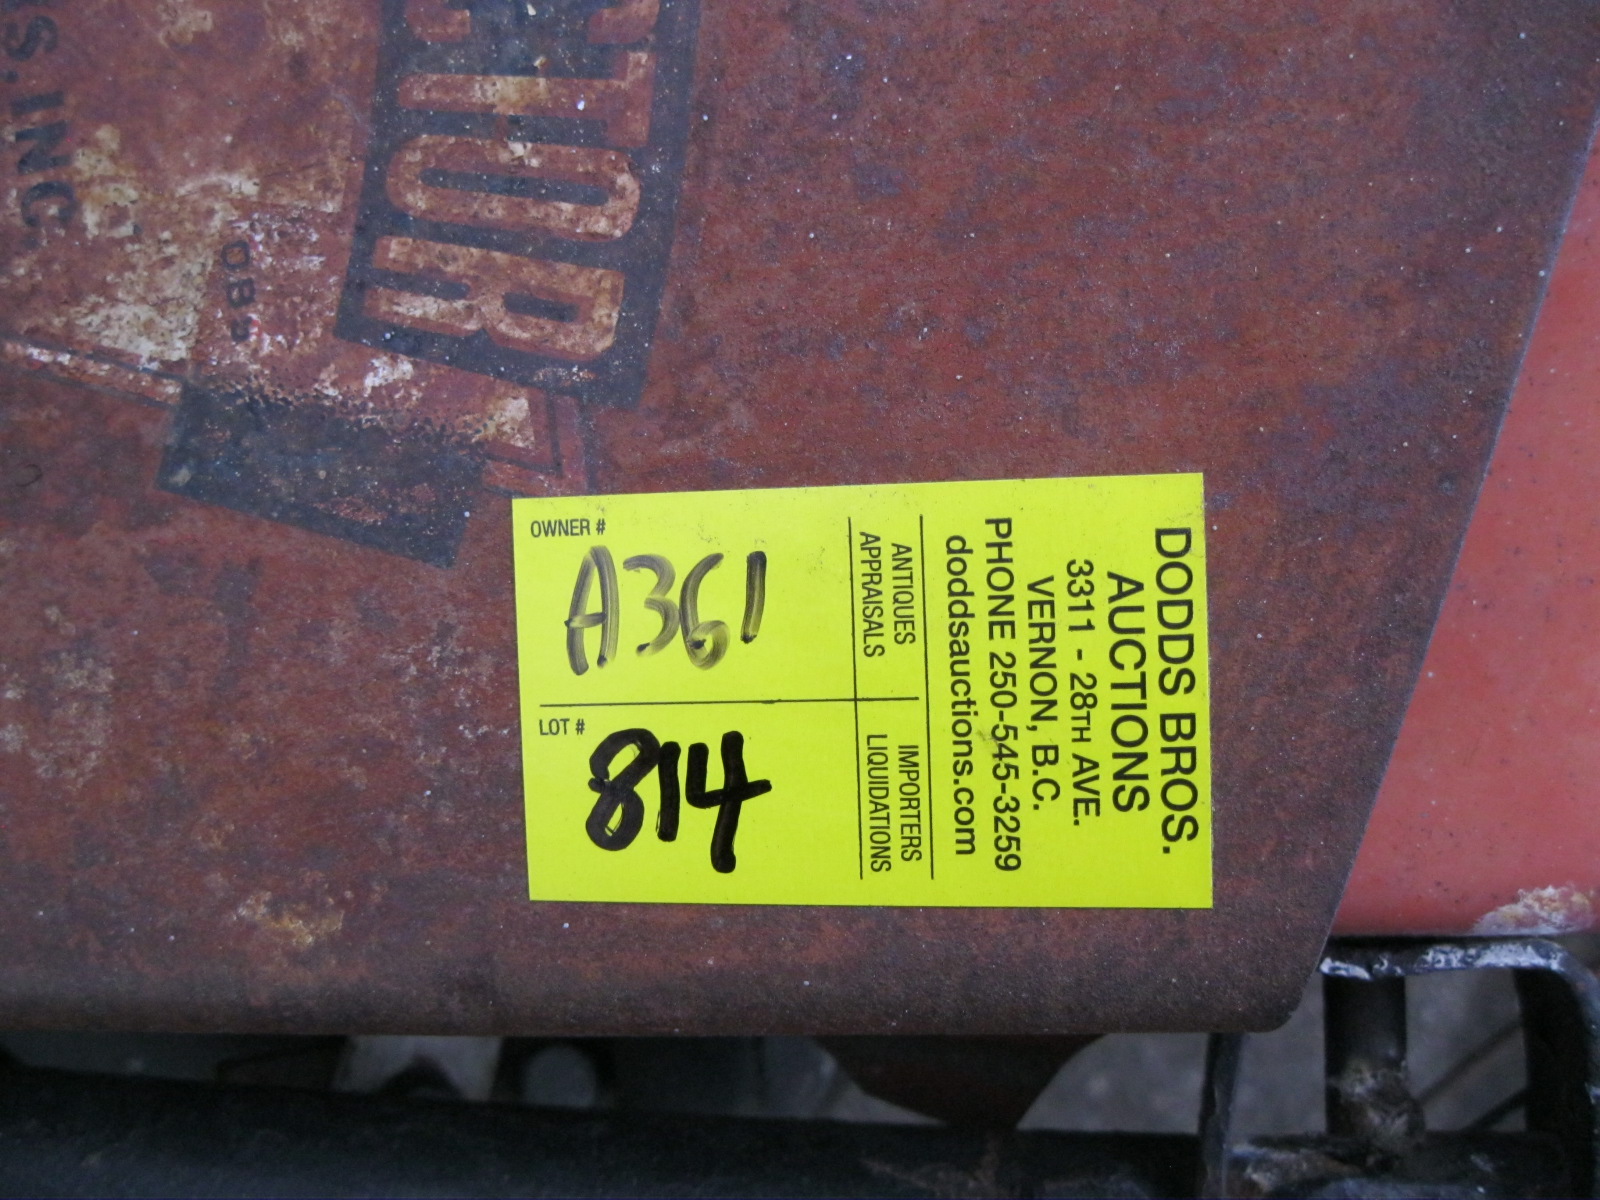 DODDS BROS.
AUCTIONS
3311 - 28TH AVE.
VERNON, B.C.
PHONE 250-545-3259
doddsauctions.com
ANTIQUES
APPRAISALS
IMPORTERS
LIQUIDATIONS
OWNER #
A361
LOT #
814
CTOR
S. INC.